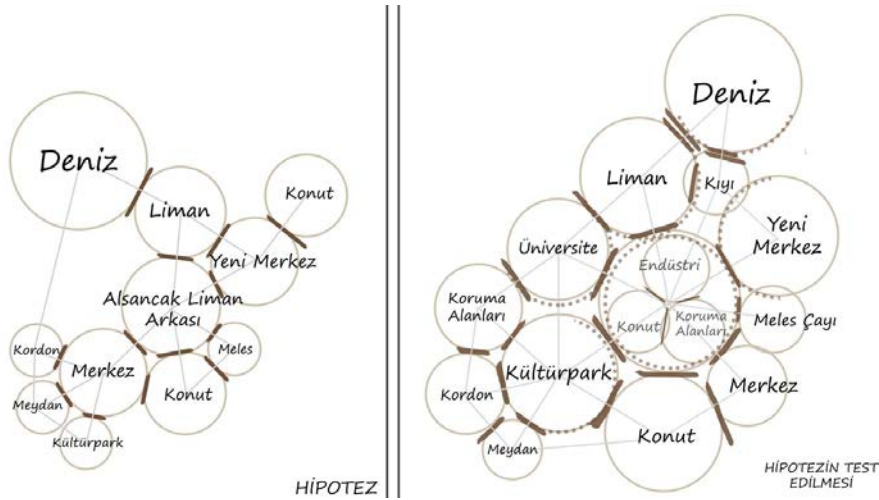 Deniz
Liman
Konut
Yeni Merkez
Alsancak Liman
Arkası
Kordon
Merkez
Meles
Meydan
Konut
Kültürpark
HİPOTEZ
Deniz
Liman
Kıyı
Yeni
Merkez
Üniversite
Endüstri
Koruma
Alanları
Konut
Koruma
Alanları
Meles Çayı
Kültürpark
Merkez
Kordon
Konut
Meydan
HİPOTEZİN TEST
EDİLMESİ